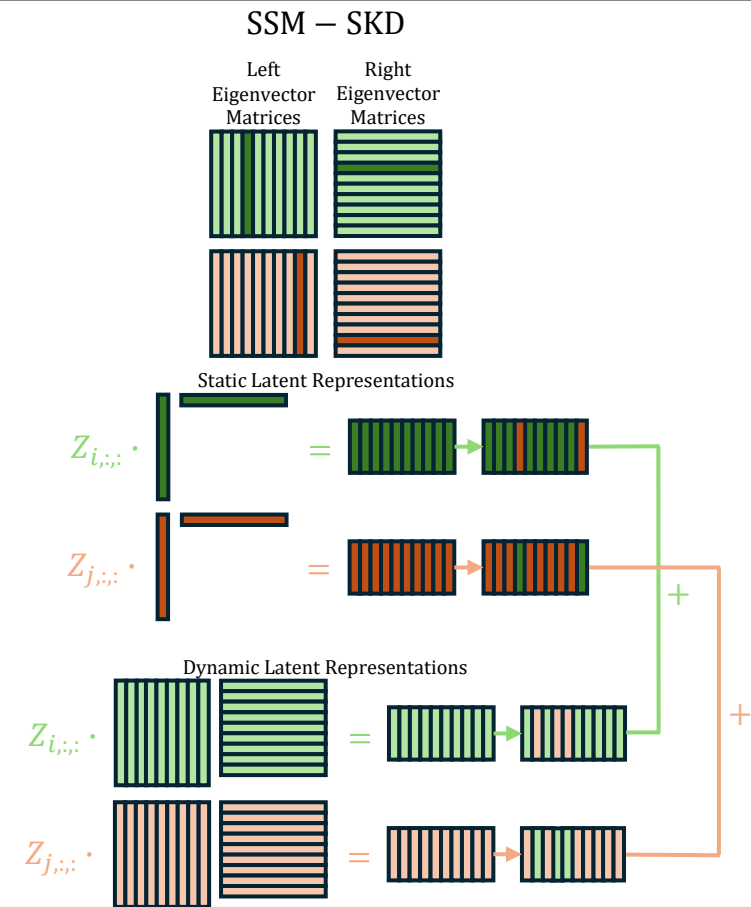 SSM − SKD
Left
Eigenvector
Matrices
Right
Eigenvector
Matrices
Static Latent Representations
Z_{i,:,:} · =
Z_{j,:,:} · =
+
Dynamic Latent Representations
+
Z_{i,:,:} · =
Z_{j,:,:} · =